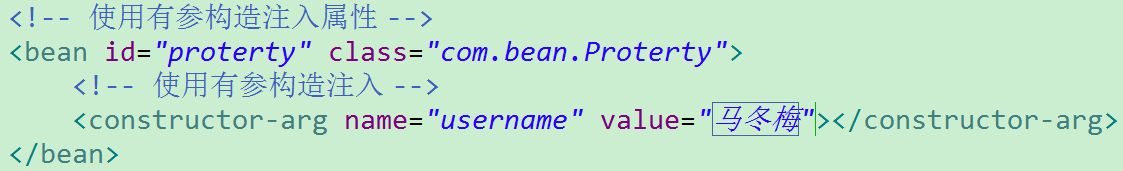 <!-- 使用有参构造注入属性 -->
<bean id="proterty" class="com.bean.Proterty">
<!-- 使用有参构造注入 -->
<constructor-arg name="username" value="马冬梅"></constructor-arg>
</bean>